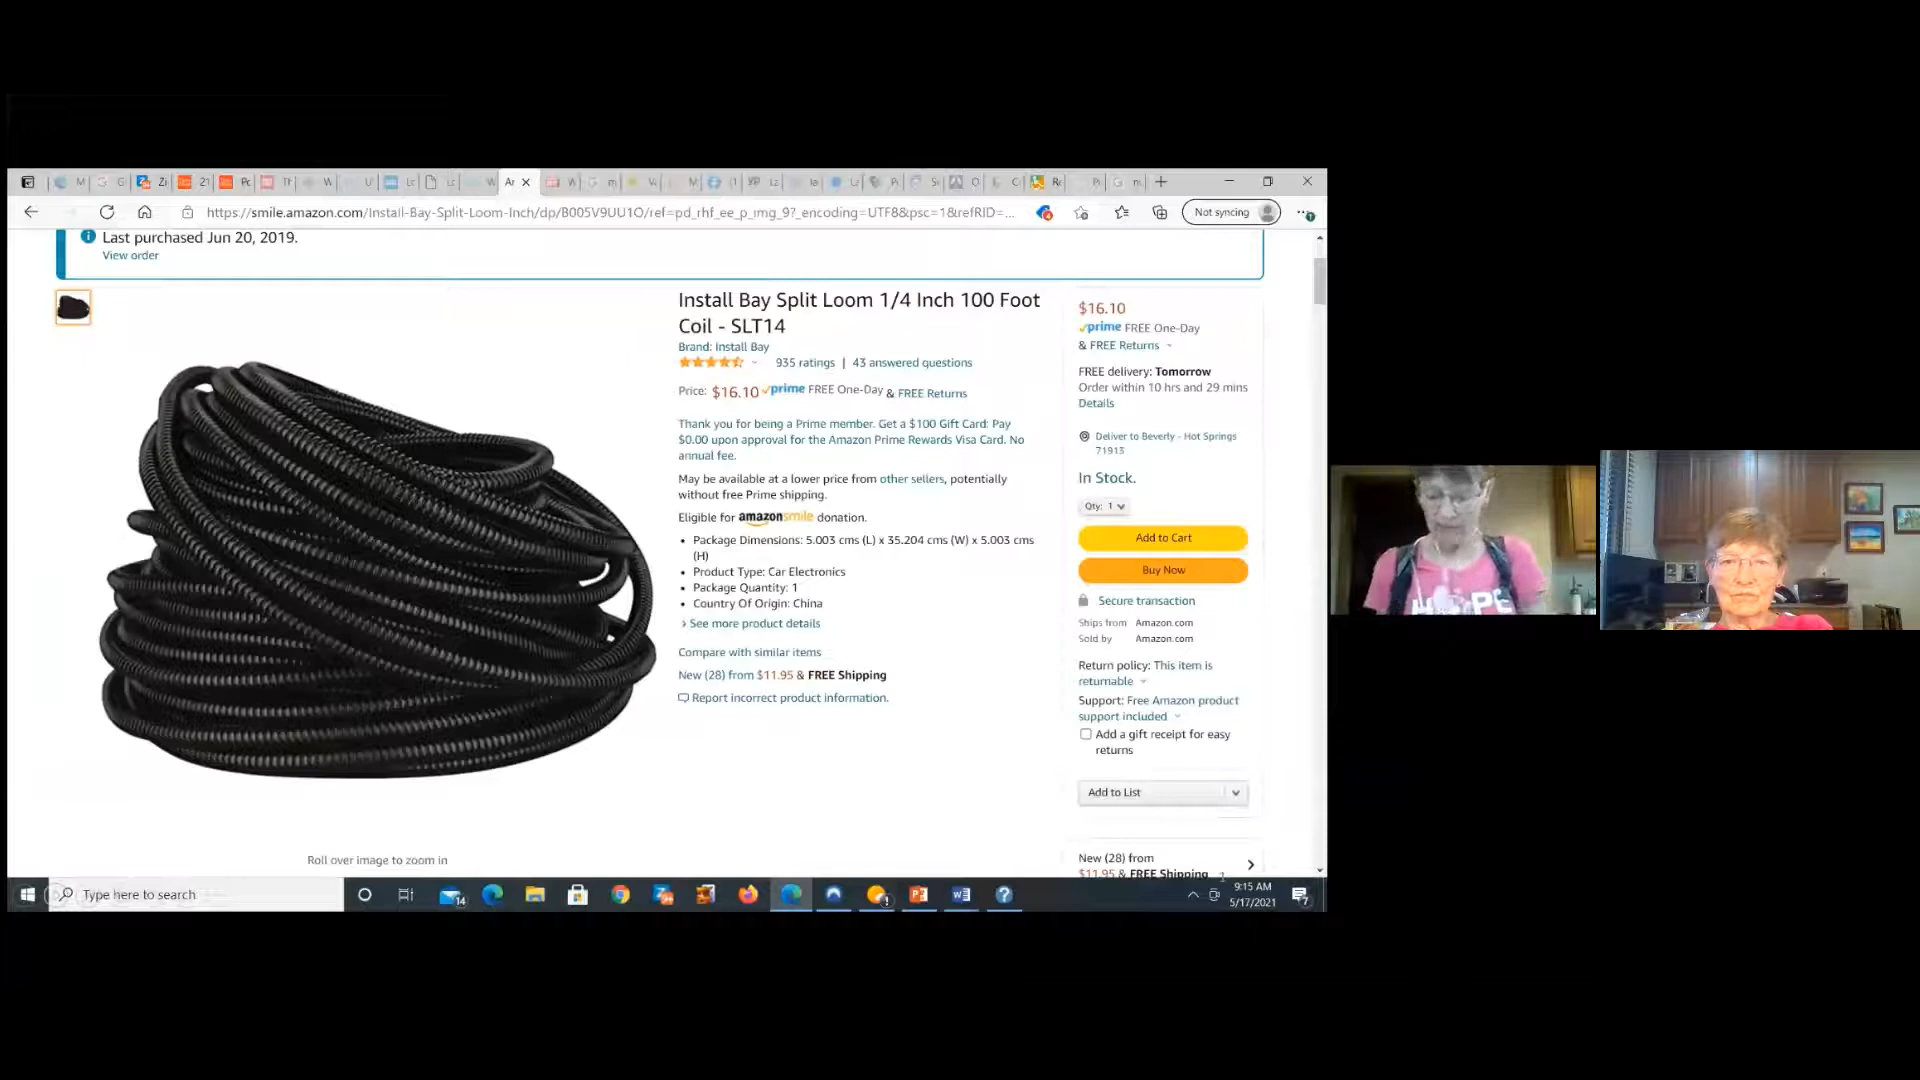 https://smile.amazon.com/Install-Bay-Split-Loom-Inch/dp/B005V9UU1O/ref=pd_rhf_ee_p_img_9?_encoding=UTF8&psc=1&refRID=...
Not syncing
Last purchased Jun 20, 2019.
View order
Install Bay Split Loom 1/4 Inch 100 Foot
Coil - SLT14
Brand: Install Bay
935 ratings | 43 answered questions
Price: $16.10 prime FREE One-Day & FREE Returns
Thank you for being a Prime member. Get a $100 Gift Card: Pay
$0.00 upon approval for the Amazon Prime Rewards Visa Card. No
annual fee.
May be available at a lower price from other sellers, potentially
without free Prime shipping.
Eligible for amazonsmile donation.
• Package Dimensions: 5.003 cms (L) x 35.204 cms (W) x 5.003 cms
(H)
• Product Type: Car Electronics
• Package Quantity: 1
• Country Of Origin: China
› See more product details
Compare with similar items
New (28) from $11.95 & FREE Shipping
Report incorrect product information.
Roll over image to zoom in
$16.10
prime FREE One-Day
& FREE Returns
FREE delivery: Tomorrow
Order within 10 hrs and 29 mins
Details
Deliver to Beverly - Hot Springs
71913
In Stock.
Qty: 1
Add to Cart
Buy Now
Secure transaction
Ships from Amazon.com
Sold by Amazon.com
Return policy: This item is
returnable
Support: Free Amazon product
support included
Add a gift receipt for easy
returns
Add to List
New (28) from
$11.95 & FREE Shipping
Type here to search
14
9:15 AM
5/17/2021
7